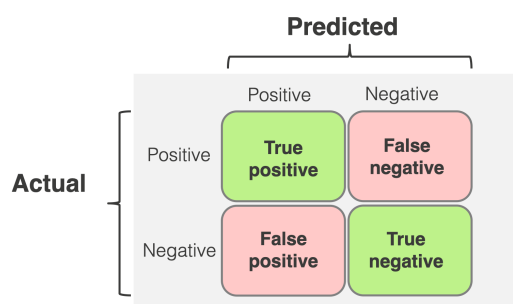 Predicted
Positive
Negative
Actual
Positive
True
positive
False
negative
Negative
False
positive
True
negative